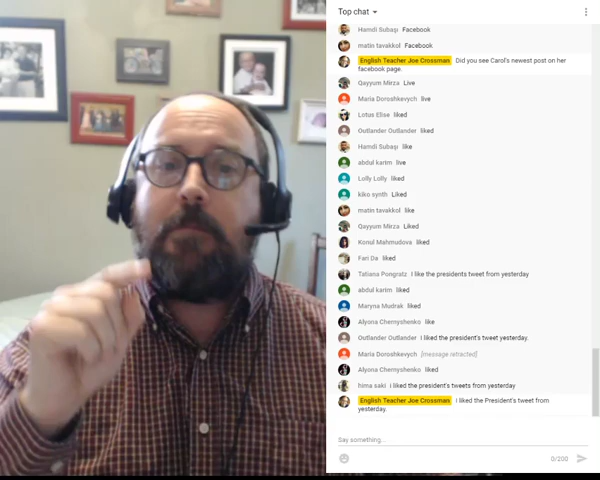 Top chat
Hamdi Subaşı Facebook
matin tavakkol Facebook
English Teacher Joe Crossman Did you see Carol's newest post on her
facebook page.
Qayyum Mirza Live
Maria Doroshkevych live
Lotus Elise liked
Outlander Outlander liked
Hamdi Subaşı like
abdul karim live
Lolly.Lolly liked
kiko synth Liked
matin tavakkol like
Qayyum Mirza Liked
Konul Mahmudova liked
Fari Da liked
Tatiana Pongratz I like the presidents tweet from yesterday
abdul karim liked
Maryna Mudrak liked
Alyona Chernyshenko like
Outlander Outlander I liked the president's tweet yesterday.
Maria Doroshkevych [message retracted]
Alyona Chernyshenko liked
hima saki i liked the president's tweets from yesterday
English Teacher Joe Crossman I liked the President's tweet from
yesterday.
Say something...
0/200